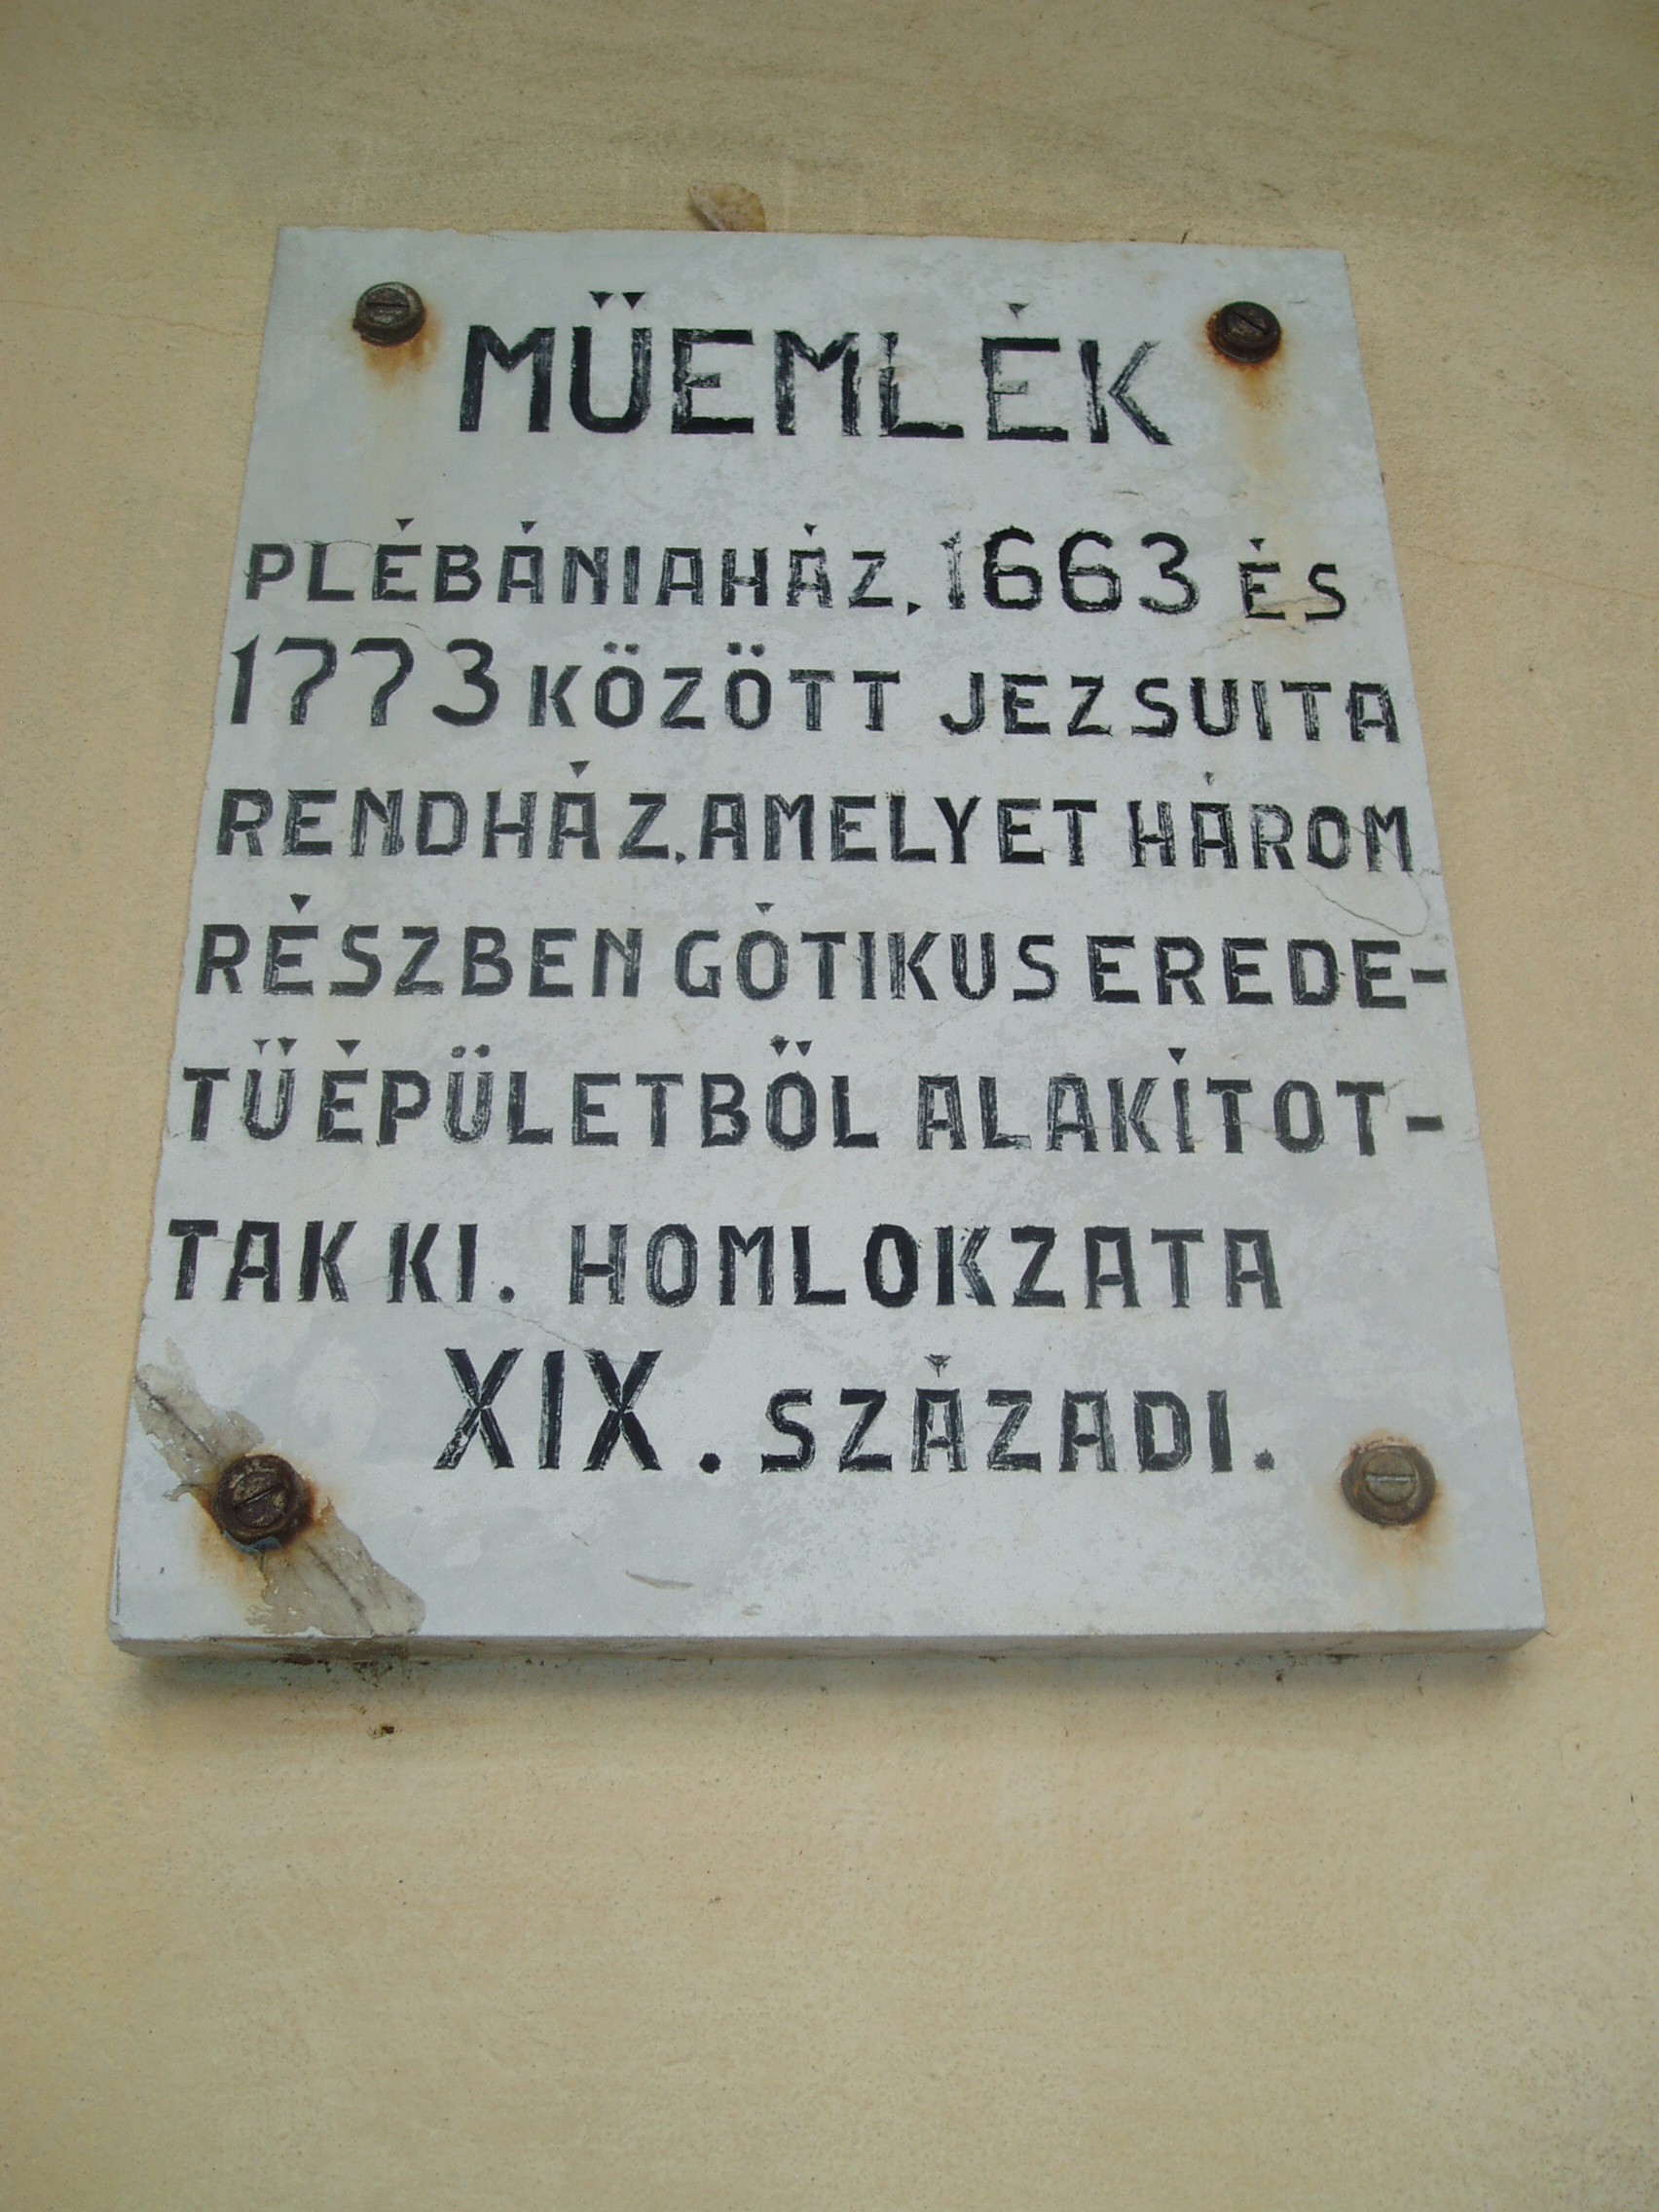 MŰEMLÉK
PLÉBÁNIAHÁZ, 1663 ÉS
1773 KÖZÖTT JEZSUITA
RENDHÁZ, AMELYET HÁROM
RÉSZBEN GÓTIKUS EREDE-
TŰ ÉPÜLETBŐL ALAKÍTOT-
TAK KI. HOMLOKZATA
XIX. SZÁZADI.